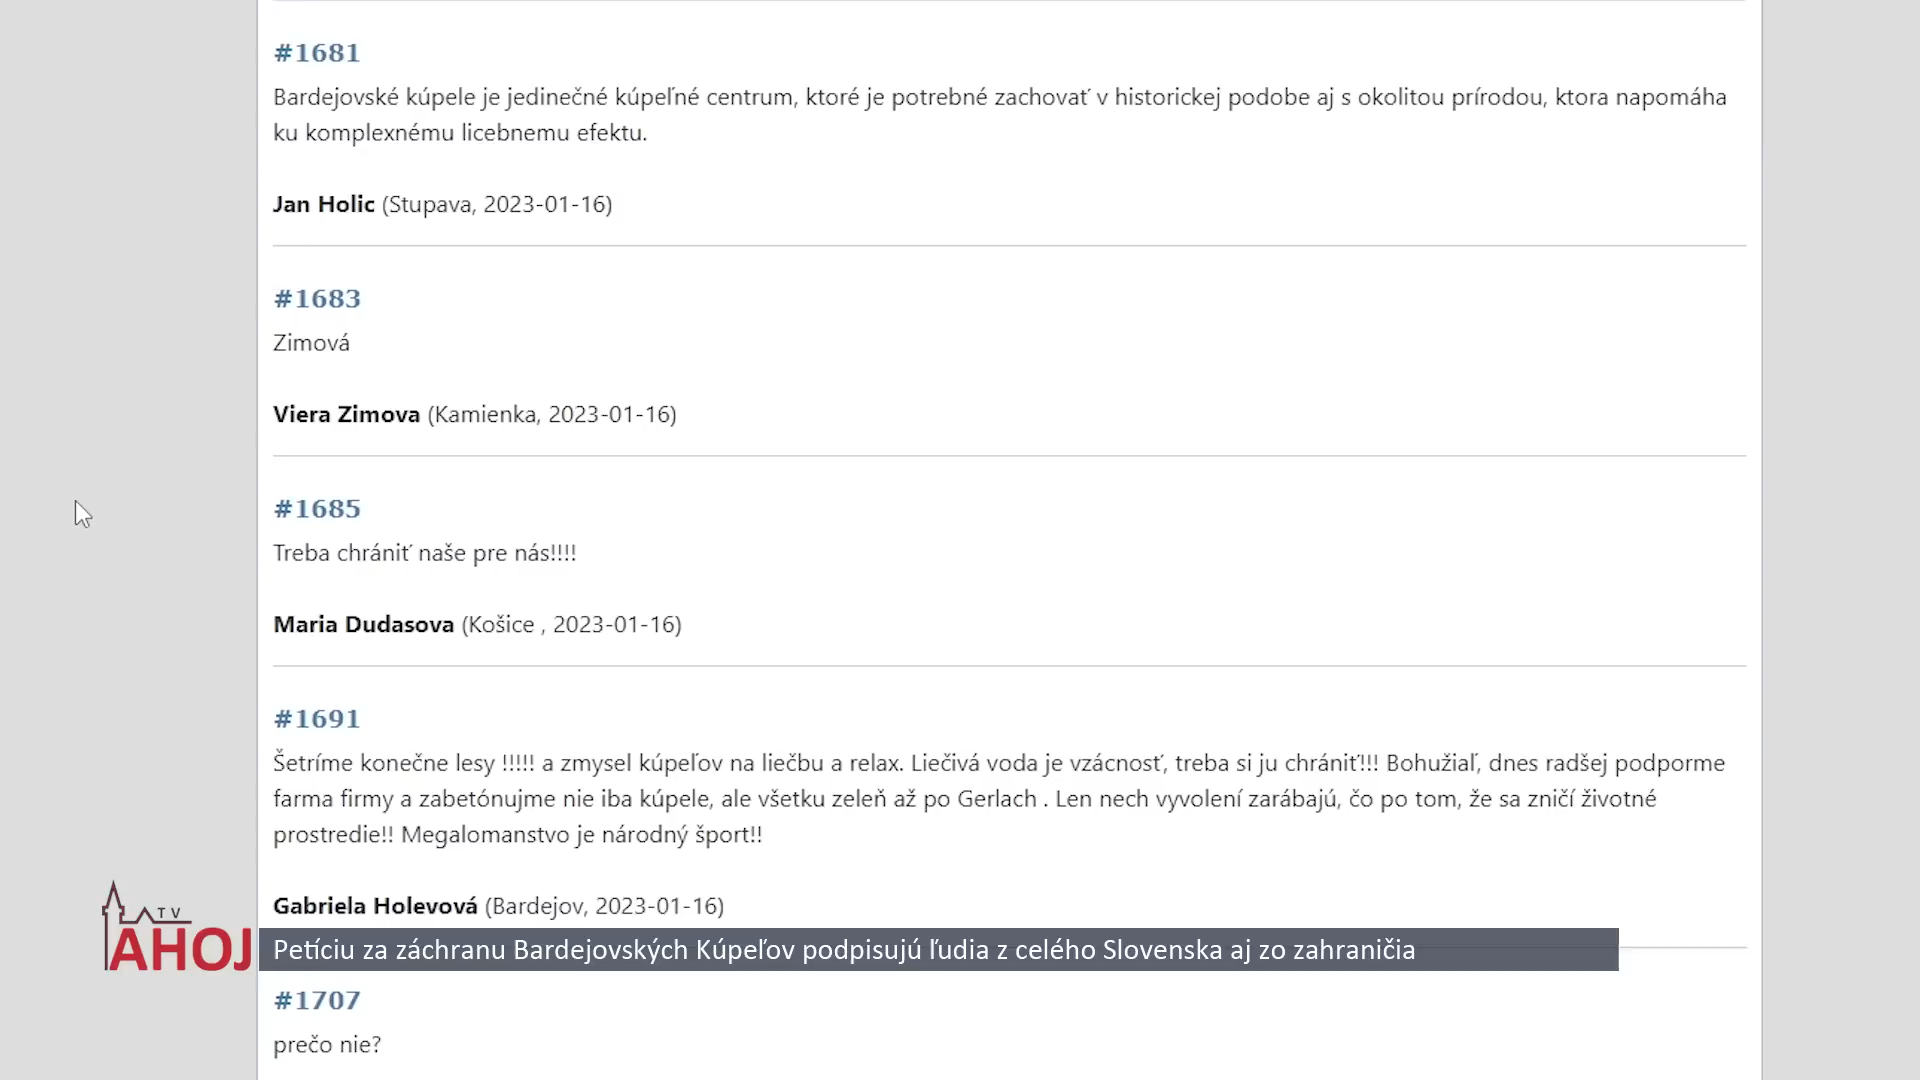 #1681
Bardejovské kúpele je jedinečné kúpeľné centrum, ktoré je potrebné zachovať v historickej podobe aj s okolitou prírodou, ktora napomáha
ku komplexnému licebnemu efektu.
Jan Holic (Stupava, 2023-01-16)
#1683
Zimová
Viera Zimova (Kamienka, 2023-01-16)
#1685
Treba chrániť naše pre nás!!!!
Maria Dudasova (Košice , 2023-01-16)
#1691
Šetríme konečne lesy !!!!! a zmysel kúpeľov na liečbu a relax. Liečivá voda je vzácnosť, treba si ju chrániť!!! Bohužiaľ, dnes radšej podporme
farma firmy a zabetónujme nie iba kúpele, ale všetku zeleň až po Gerlach . Len nech vyvolení zarábajú, čo po tom, že sa zničí životné
prostredie!! Megalomanstvo je národný šport!!
Gabriela Holevová (Bardejov, 2023-01-16)
TV
AHOJ
Petíciu za záchranu Bardejovských Kúpeľov podpisujú ľudia z celého Slovenska aj zo zahraničia
#1707
prečo nie?